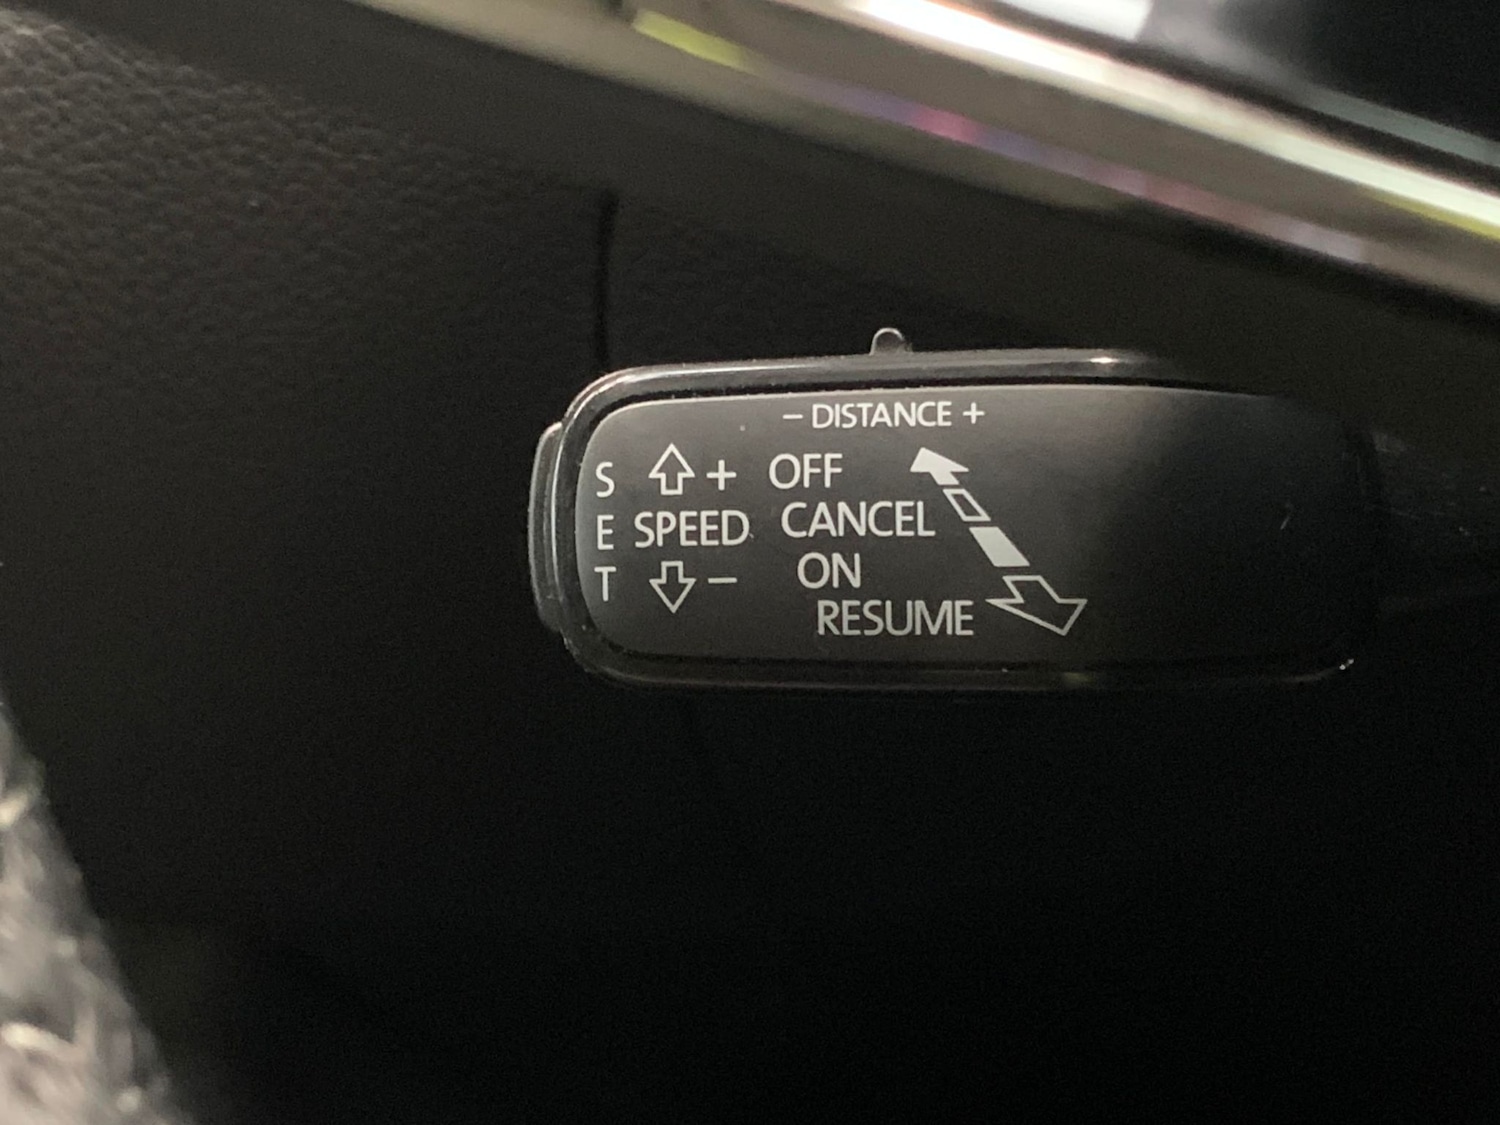 − DISTANCE +
S + OFF
E SPEED CANCEL
T − ON
RESUME